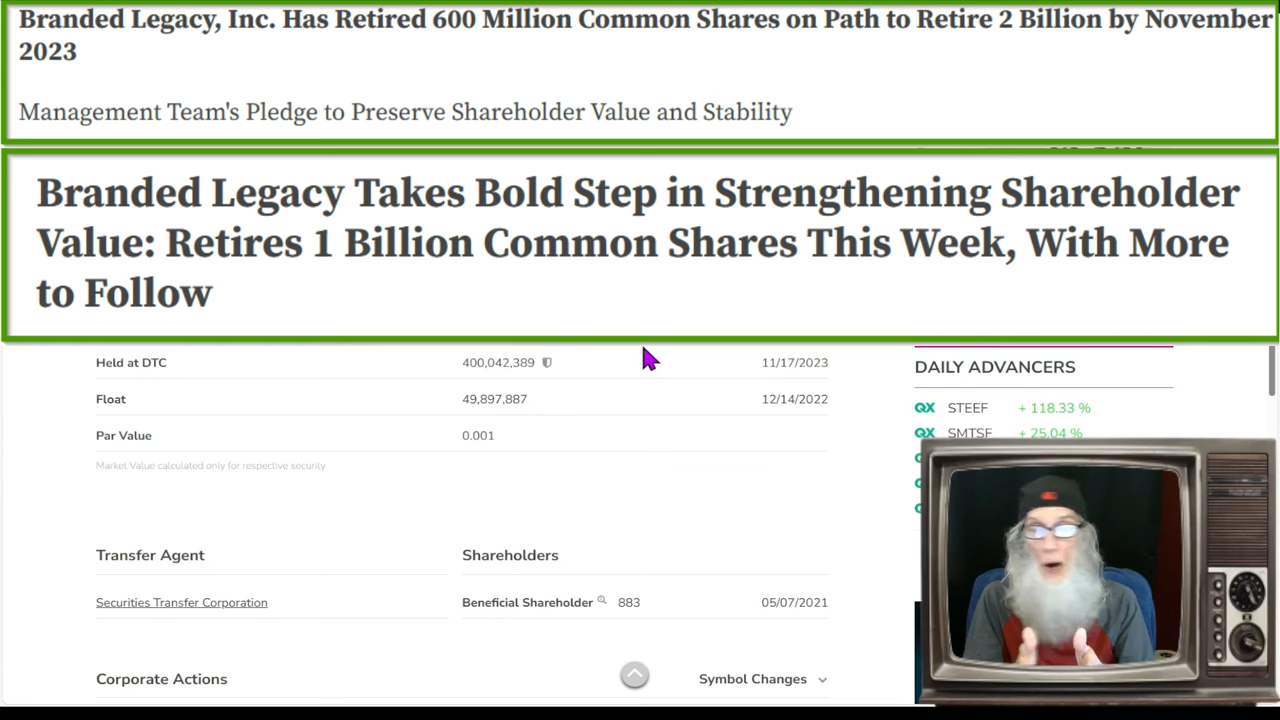 Branded Legacy, Inc. Has Retired 600 Million Common Shares on Path to Retire 2 Billion by November
2023
Management Team's Pledge to Preserve Shareholder Value and Stability
Branded Legacy Takes Bold Step in Strengthening Shareholder
Value: Retires 1 Billion Common Shares This Week, With More
to Follow
Held at DTC 400,042,389 11/17/2023
Float 49,897,887 12/14/2022
Par Value 0.001
Market Value calculated only for respective security
Transfer Agent Shareholders
Securities Transfer Corporation Beneficial Shareholder 883 05/07/2021
Corporate Actions Symbol Changes
DAILY ADVANCERS
QX STEEF + 118.33 %
QX SMTSF + 25.04 %